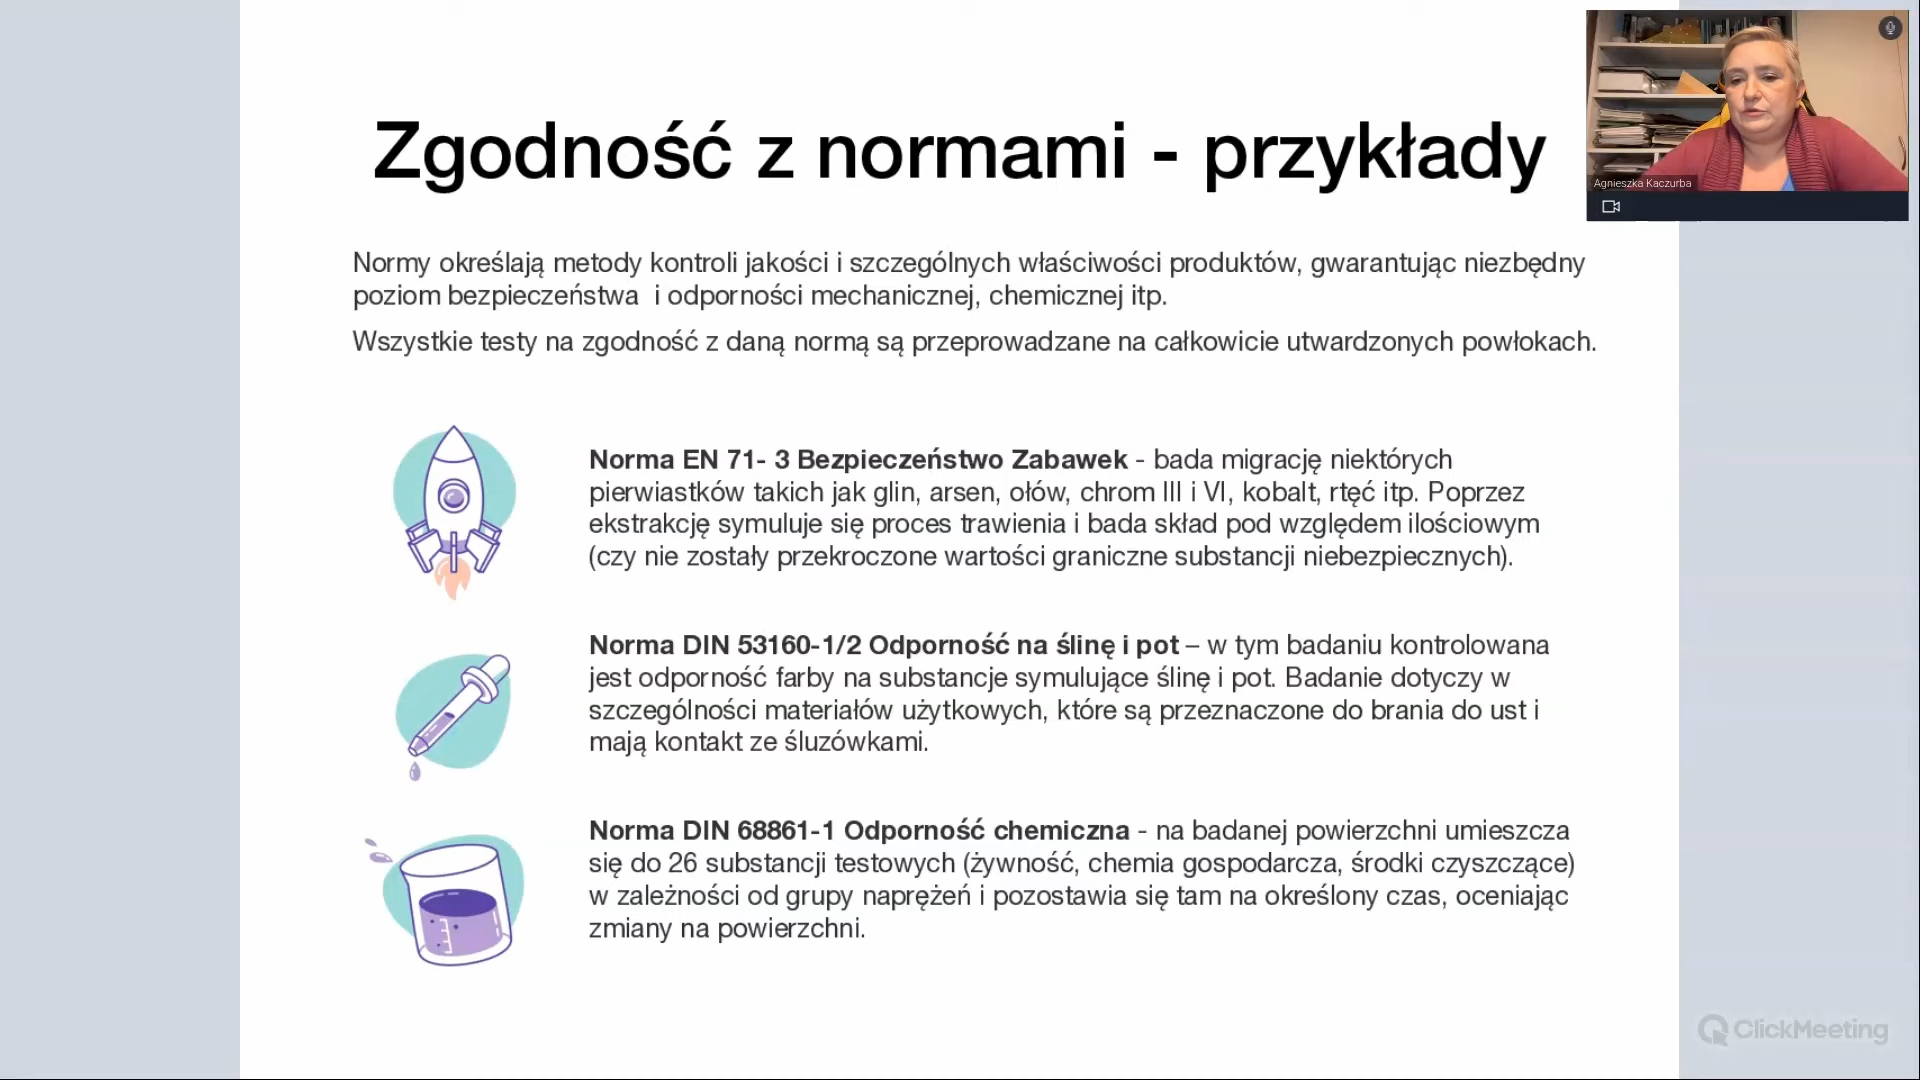 Zgodność z normami - przykłady
Agnieszka Kaczurba
Normy określają metody kontroli jakości i szczególnych właściwości produktów, gwarantując niezbędny
poziom bezpieczeństwa  i odporności mechanicznej, chemicznej itp.
Wszystkie testy na zgodność z daną normą są przeprowadzane na całkowicie utwardzonych powłokach.
Norma EN 71- 3 Bezpieczeństwo Zabawek - bada migrację niektórych
pierwiastków takich jak glin, arsen, ołów, chrom III i VI, kobalt, rtęć itp. Poprzez
ekstrakcję symuluje się proces trawienia i bada skład pod względem ilościowym
(czy nie zostały przekroczone wartości graniczne substancji niebezpiecznych).
Norma DIN 53160-1/2 Odporność na ślinę i pot – w tym badaniu kontrolowana
jest odporność farby na substancje symulujące ślinę i pot. Badanie dotyczy w
szczególności materiałów użytkowych, które są przeznaczone do brania do ust i
mają kontakt ze śluzówkami.
Norma DIN 68861-1 Odporność chemiczna - na badanej powierzchni umieszcza
się do 26 substancji testowych (żywność, chemia gospodarcza, środki czyszczące)
w zależności od grupy naprężeń i pozostawia się tam na określony czas, oceniając
zmiany na powierzchni.
ClickMeeting